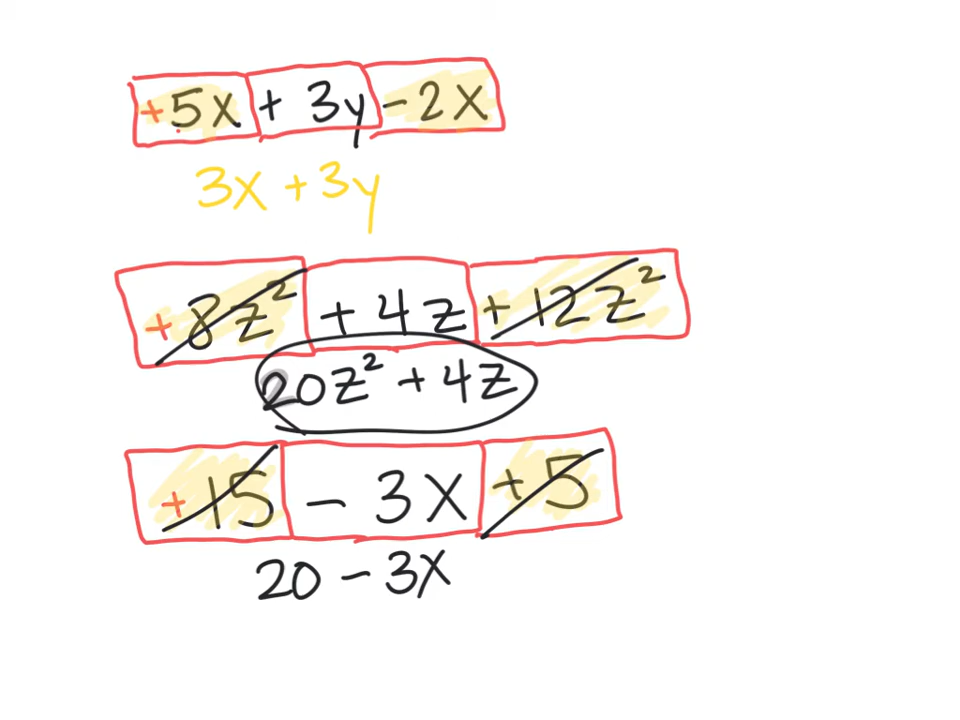 +5x + 3y - 2x
3x + 3y
+8z² + 4z + 12z²
20z² + 4z
+15 - 3x + 5
20 - 3x